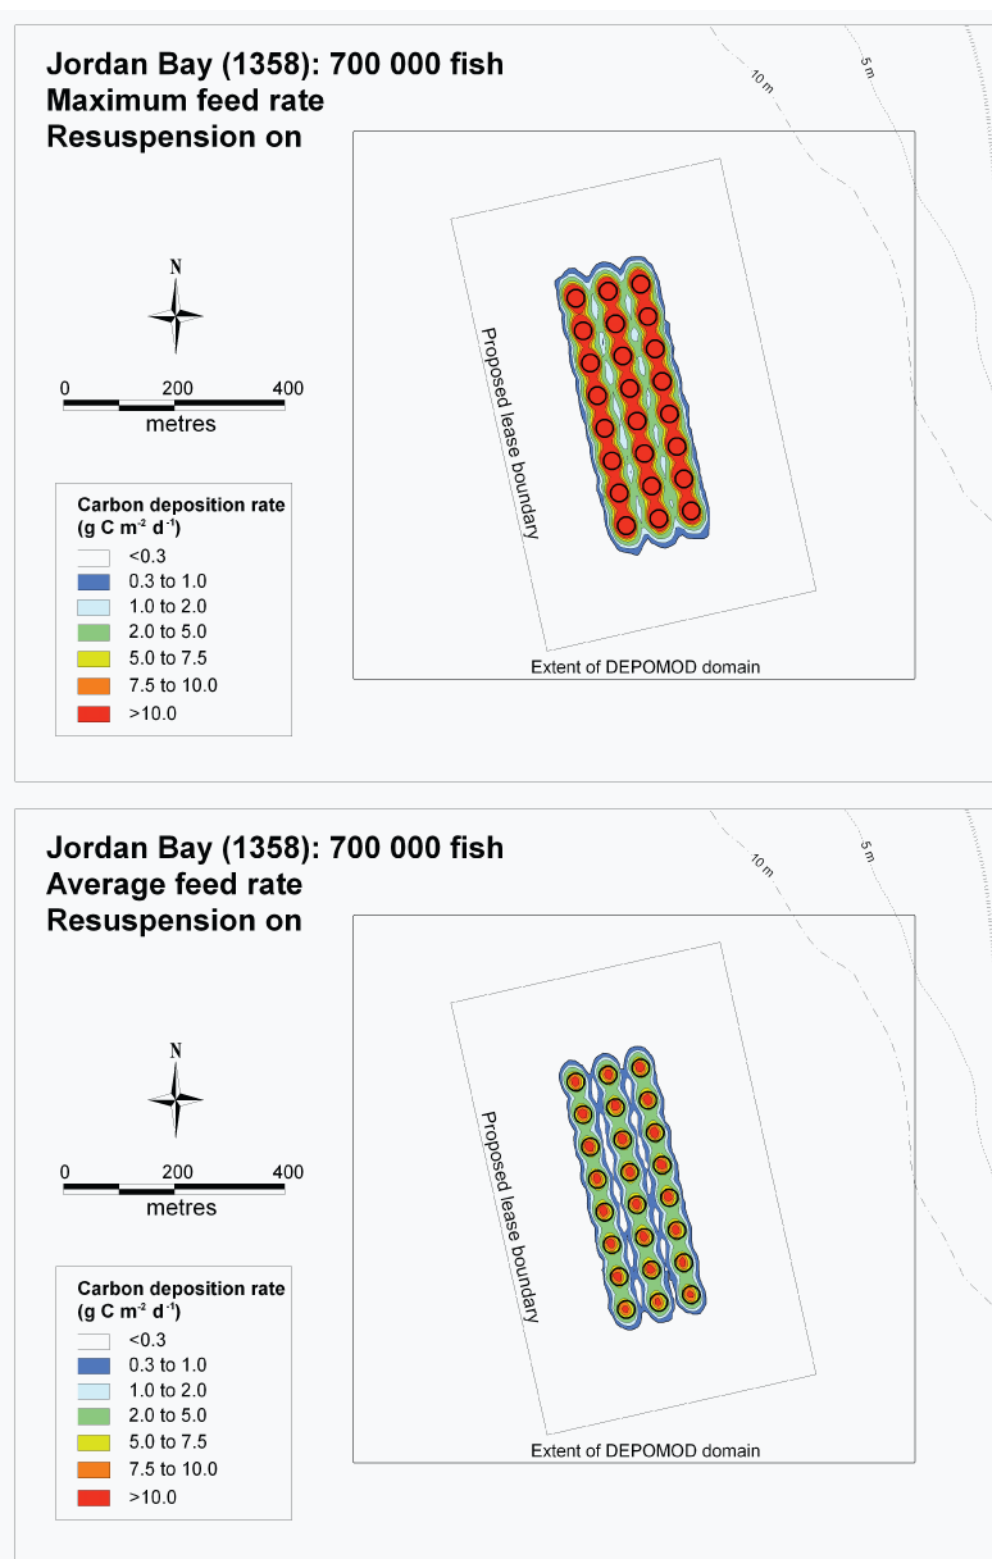 Jordan Bay (1358): 700 000 fish
Maximum feed rate
Resuspension on
10 m
5 m
N
0 200 400
metres
Proposed lease boundary
Carbon deposition rate
(g C m⁻² d⁻¹)
<0.3
0.3 to 1.0
1.0 to 2.0
2.0 to 5.0
5.0 to 7.5
7.5 to 10.0
>10.0
Extent of DEPOMOD domain
Jordan Bay (1358): 700 000 fish
Average feed rate
Resuspension on
10 m
5 m
N
0 200 400
metres
Proposed lease boundary
Carbon deposition rate
(g C m⁻² d⁻¹)
<0.3
0.3 to 1.0
1.0 to 2.0
2.0 to 5.0
5.0 to 7.5
7.5 to 10.0
>10.0
Extent of DEPOMOD domain